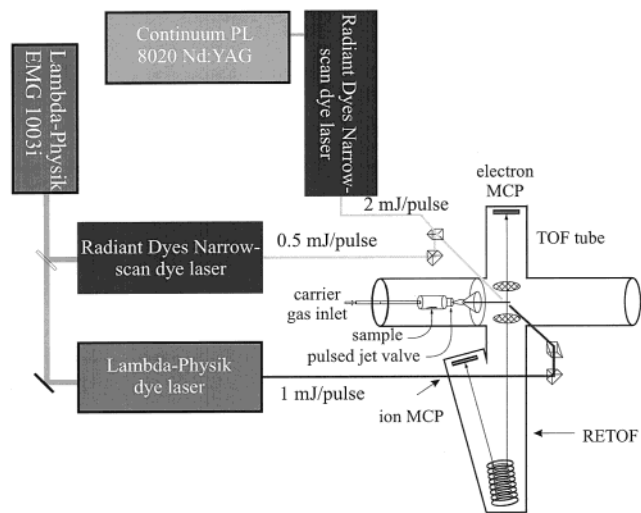 Continuum PL
8020 Nd:YAG
Radiant Dyes Narrow-
scan dye laser
Lambda-Physik
EMG 1003i
2 mJ/pulse
electron
MCP
TOF tube
Radiant Dyes Narrow-
scan dye laser
0.5 mJ/pulse
carrier
gas inlet
sample
pulsed jet valve
Lambda-Physik
dye laser
1 mJ/pulse
ion MCP
RETOF